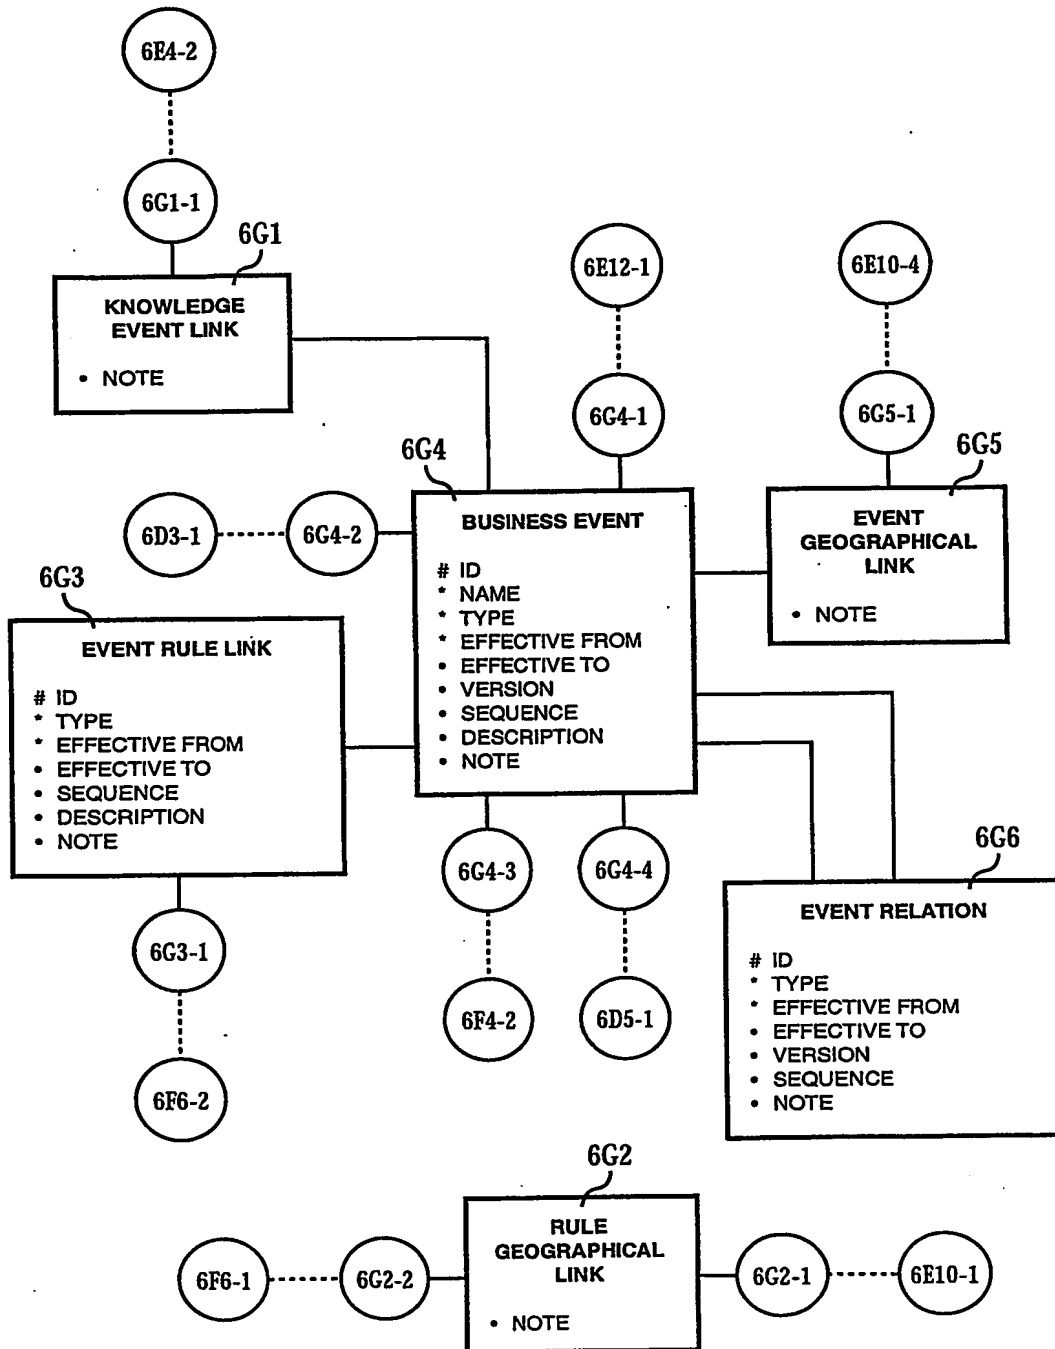 6E4-2
6G1-1
6G1
KNOWLEDGE
EVENT LINK
• NOTE
6E12-1
6E10-4
6G4-1
6G5-1
6G4
6G5
6D3-1
6G4-2
BUSINESS EVENT
# ID
* NAME
* TYPE
* EFFECTIVE FROM
• EFFECTIVE TO
• VERSION
• SEQUENCE
• DESCRIPTION
• NOTE
EVENT
GEOGRAPHICAL
LINK
• NOTE
6G3
EVENT RULE LINK
# ID
* TYPE
* EFFECTIVE FROM
• EFFECTIVE TO
• SEQUENCE
• DESCRIPTION
• NOTE
6G4-3
6G4-4
6G6
6G3-1
6F4-2
6D5-1
EVENT RELATION
# ID
* TYPE
* EFFECTIVE FROM
• EFFECTIVE TO
• VERSION
• SEQUENCE
• NOTE
6F6-2
6G2
RULE
GEOGRAPHICAL
LINK
• NOTE
6F6-1
6G2-2
6G2-1
6E10-1